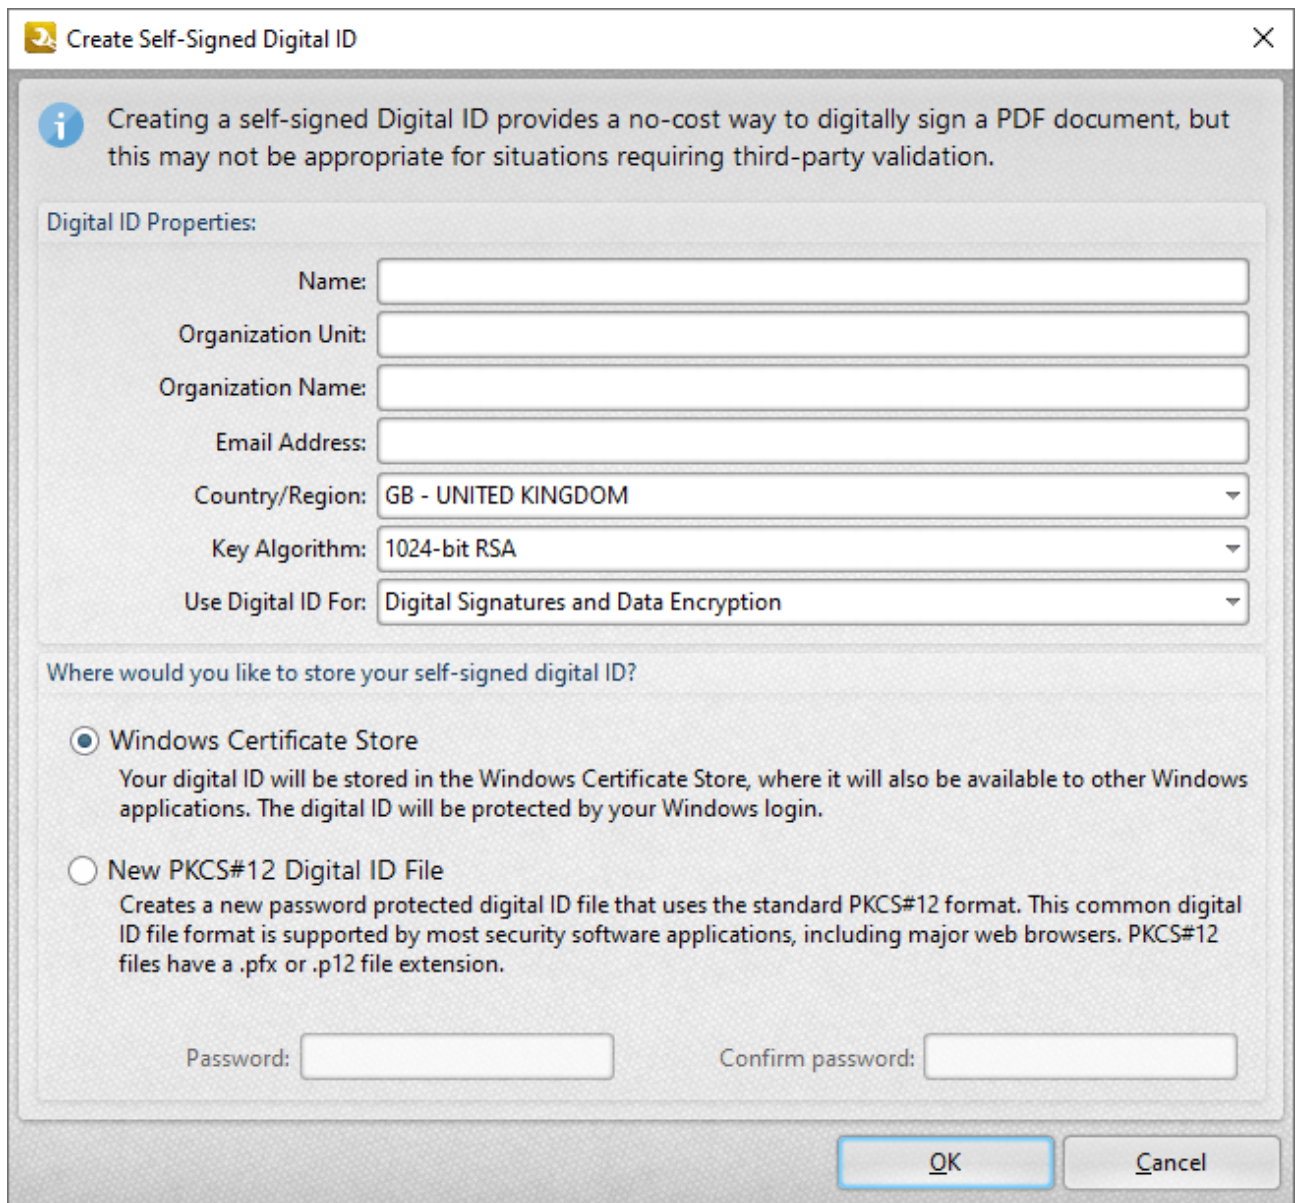 Create Self-Signed Digital ID
Creating a self-signed Digital ID provides a no-cost way to digitally sign a PDF document, but
this may not be appropriate for situations requiring third-party validation.
Digital ID Properties:
Name:
Organization Unit:
Organization Name:
Email Address:
Country/Region: GB - UNITED KINGDOM
Key Algorithm: 1024-bit RSA
Use Digital ID For: Digital Signatures and Data Encryption
Where would you like to store your self-signed digital ID?
Windows Certificate Store
Your digital ID will be stored in the Windows Certificate Store, where it will also be available to other Windows
applications. The digital ID will be protected by your Windows login.
New PKCS#12 Digital ID File
Creates a new password protected digital ID file that uses the standard PKCS#12 format. This common digital
ID file format is supported by most security software applications, including major web browsers. PKCS#12
files have a .pfx or .p12 file extension.
Password: Confirm password:
OK Cancel